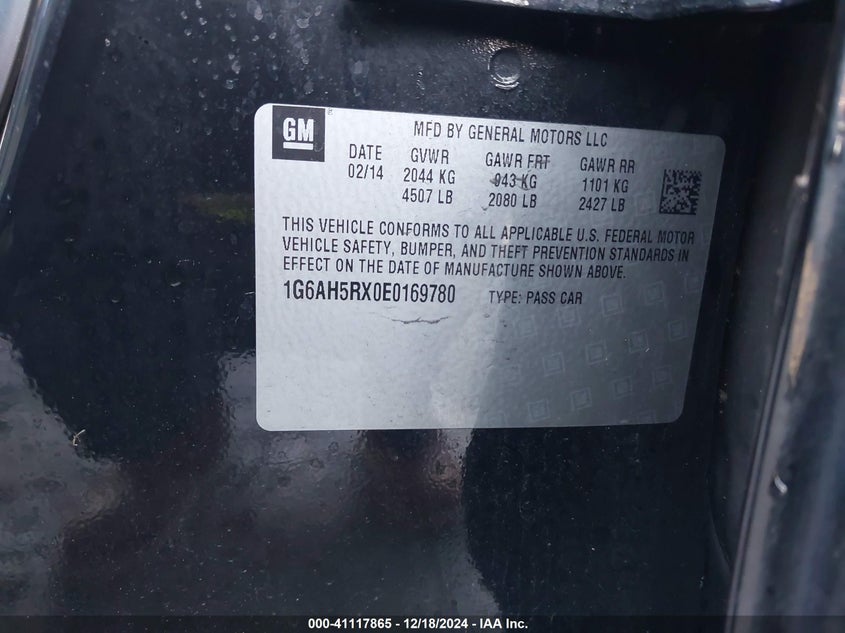 GM
MFD BY GENERAL MOTORS LLC
DATE GVWR GAWR FRT GAWR RR
02/14 2044 KG 943 KG 1101 KG
4507 LB 2080 LB 2427 LB
THIS VEHICLE CONFORMS TO ALL APPLICABLE U.S. FEDERAL MOTOR
VEHICLE SAFETY, BUMPER, AND THEFT PREVENTION STANDARDS IN
EFFECT ON THE DATE OF MANUFACTURE SHOWN ABOVE.
1G6AH5RX0E0169780 TYPE: PASS CAR
000-41117865 - 12/18/2024 - IAA Inc.